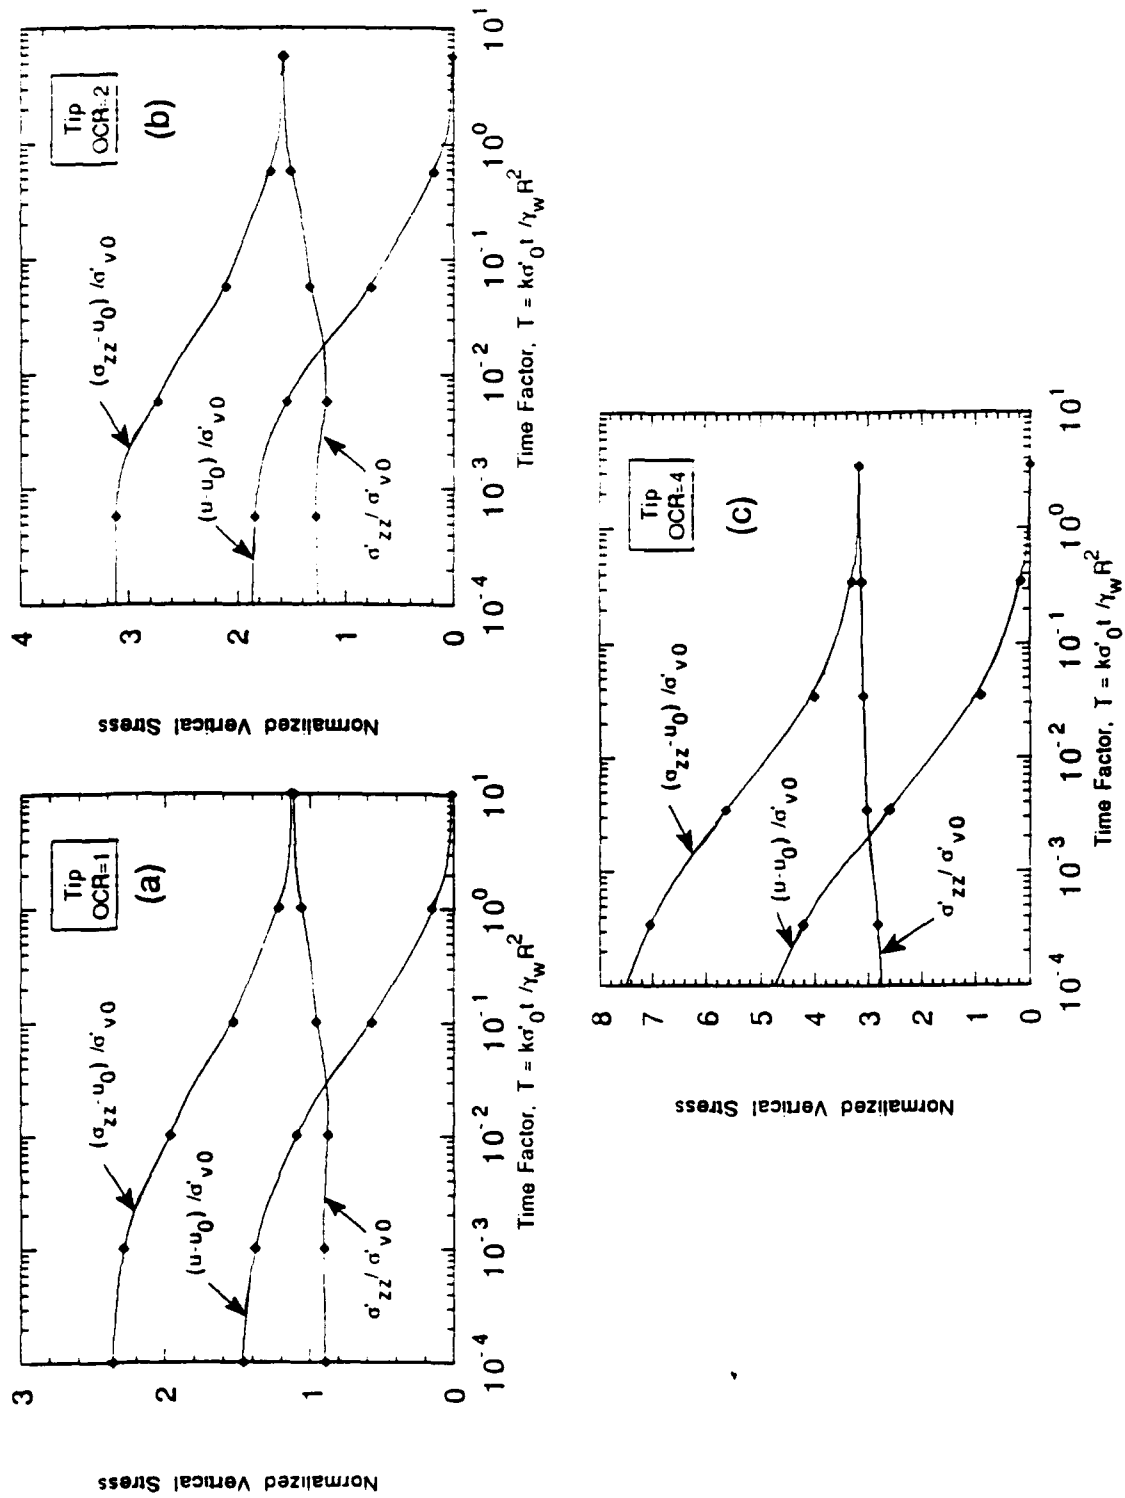 Normalized Vertical Stress
3
2
1
0
10-4
10-3
10-2
10-1
100
101
Time Factor, T = kσ'0t /γwR2
Tip
OCR=1
(a)
(σzz-u0) /σ'v0
(u-u0) /σ'v0
σ'zz/ σ'v0
Normalized Vertical Stress
4
3
2
1
0
10-4
10-3
10-2
10-1
100
101
Time Factor, T = kσ'0t /γwR2
Tip
OCR=2
(b)
(σzz-u0) /σ'v0
(u-u0) /σ'v0
σ'zz/ σ'v0
Normalized Vertical Stress
8
7
6
5
4
3
2
1
0
10-4
10-3
10-2
10-1
100
101
Time Factor, T = kσ'0t /γwR2
Tip
OCR=4
(c)
(σzz-u0) /σ'v0
(u-u0) /σ'v0
σ'zz/ σ'v0